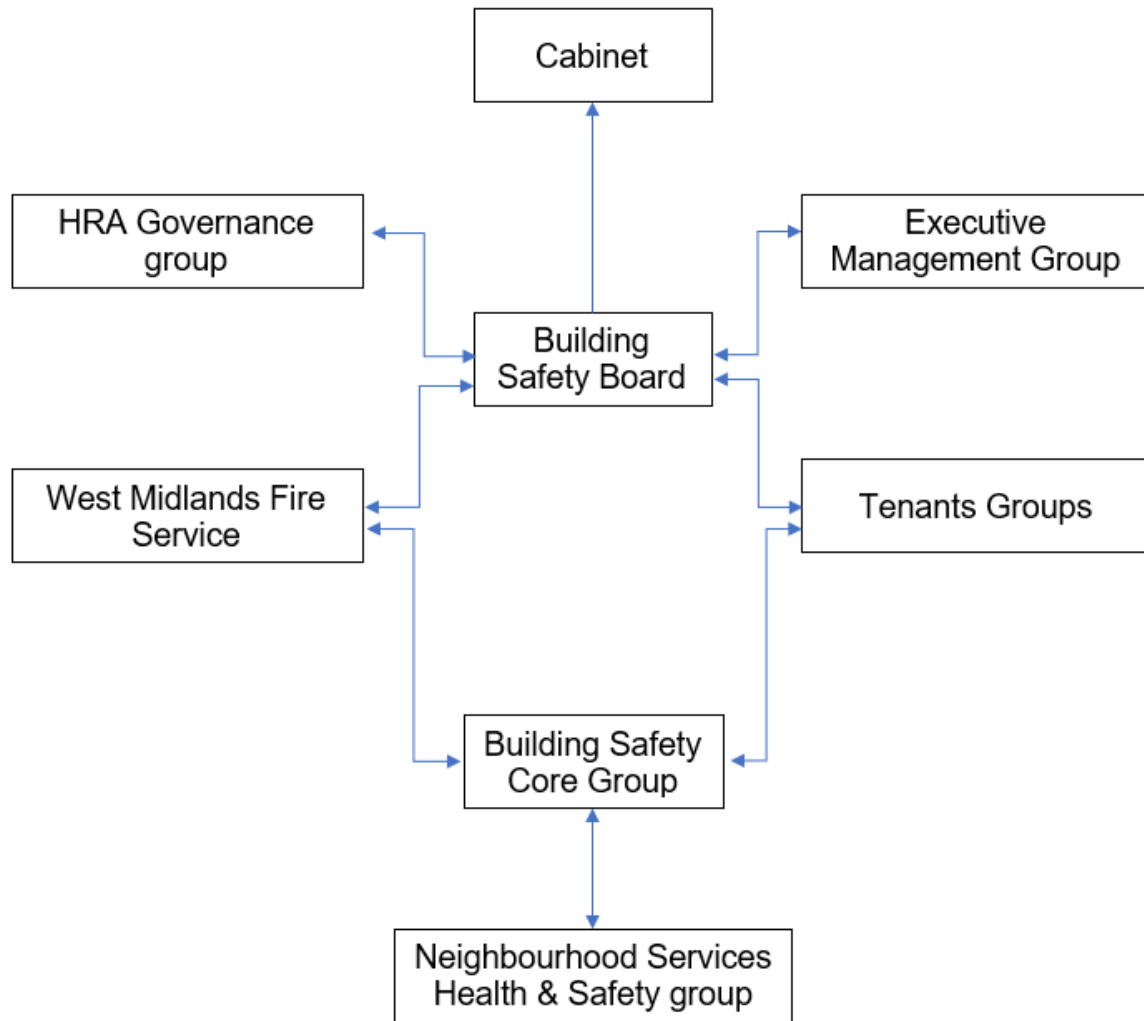 Cabinet
HRA Governance
group
Executive
Management Group
Building
Safety Board
West Midlands Fire
Service
Tenants Groups
Building Safety
Core Group
Neighbourhood Services
Health & Safety group